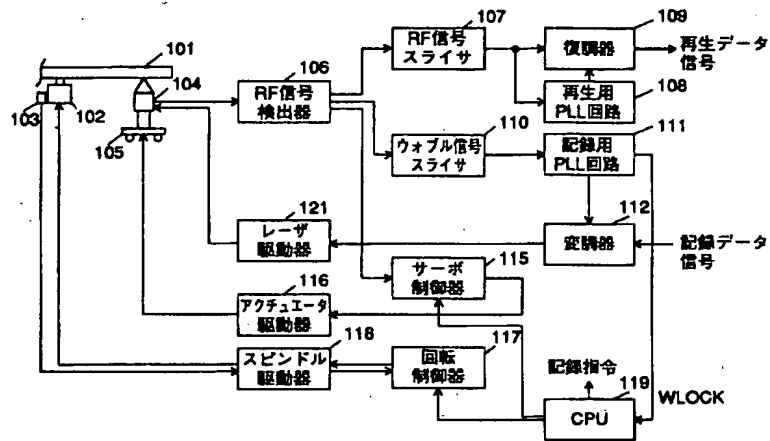 101
102
103
104
105
106
RF信号
検出器
107
RF信号
スライサ
109
復調器
再生データ
信号
108
再生用
PLL回路
110
ウォブル信号
スライサ
111
記録用
PLL回路
121
レーザ
駆動器
112
変調器
記録データ
信号
115
サーボ
制御器
116
アクチュエータ
駆動器
118
スピンドル
駆動器
117
回転
制御器
記録指令
119
CPU
WLOCK